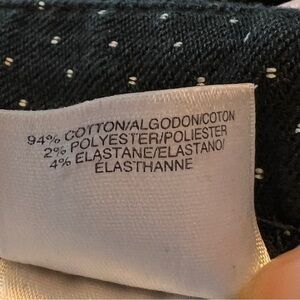 94% COTTON/ALGODON/COTON
2% POLYESTER/POLIESTER
4% ELASTANE/ELASTANO/
ELASTHANNE